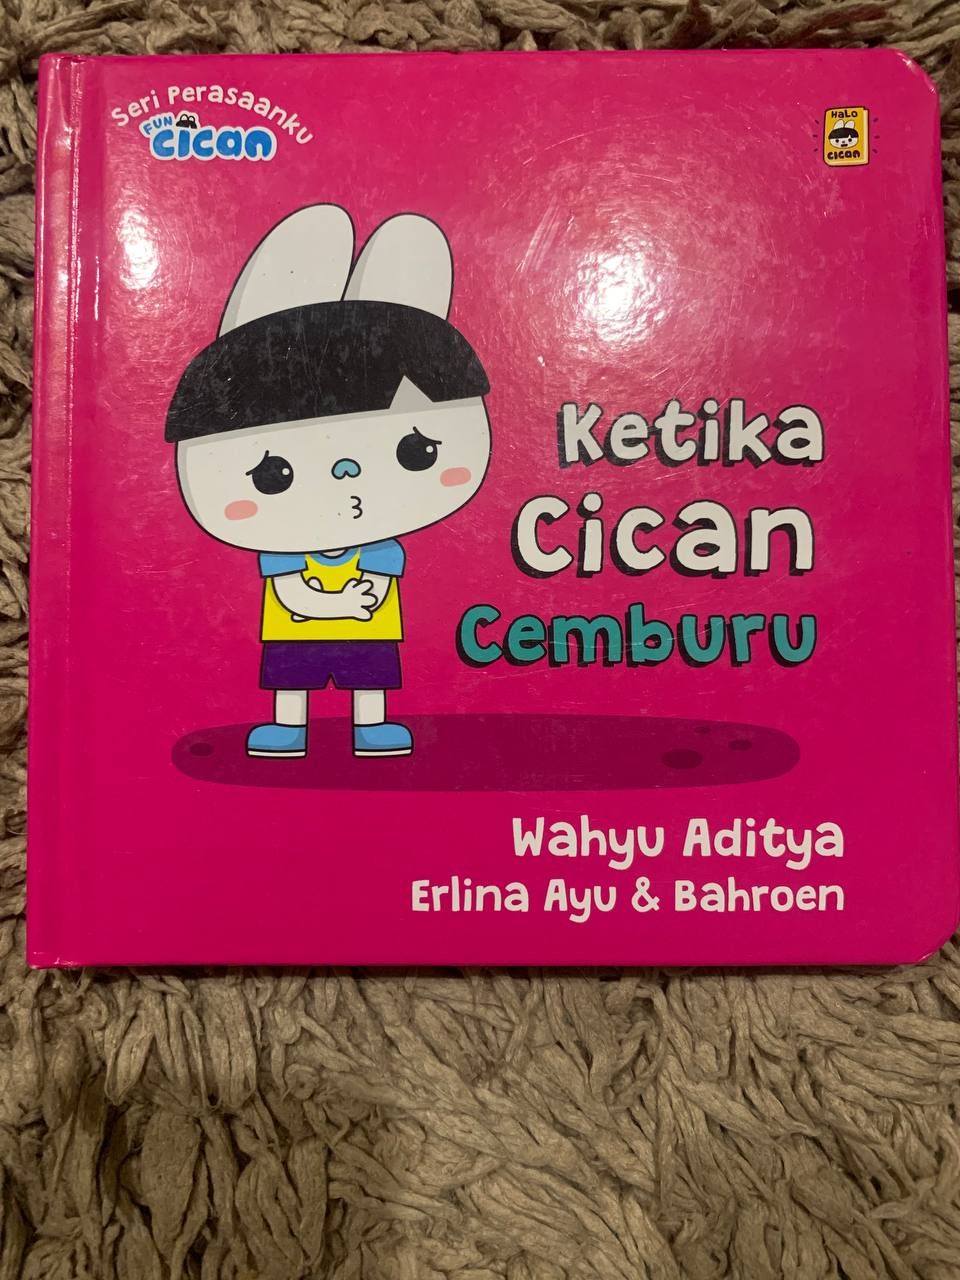 Seri Perasaanku
FUN
cican
HaLo
cican
Ketika
Cican
Cemburu
Wahyu Aditya
Erlina Ayu & Bahroen